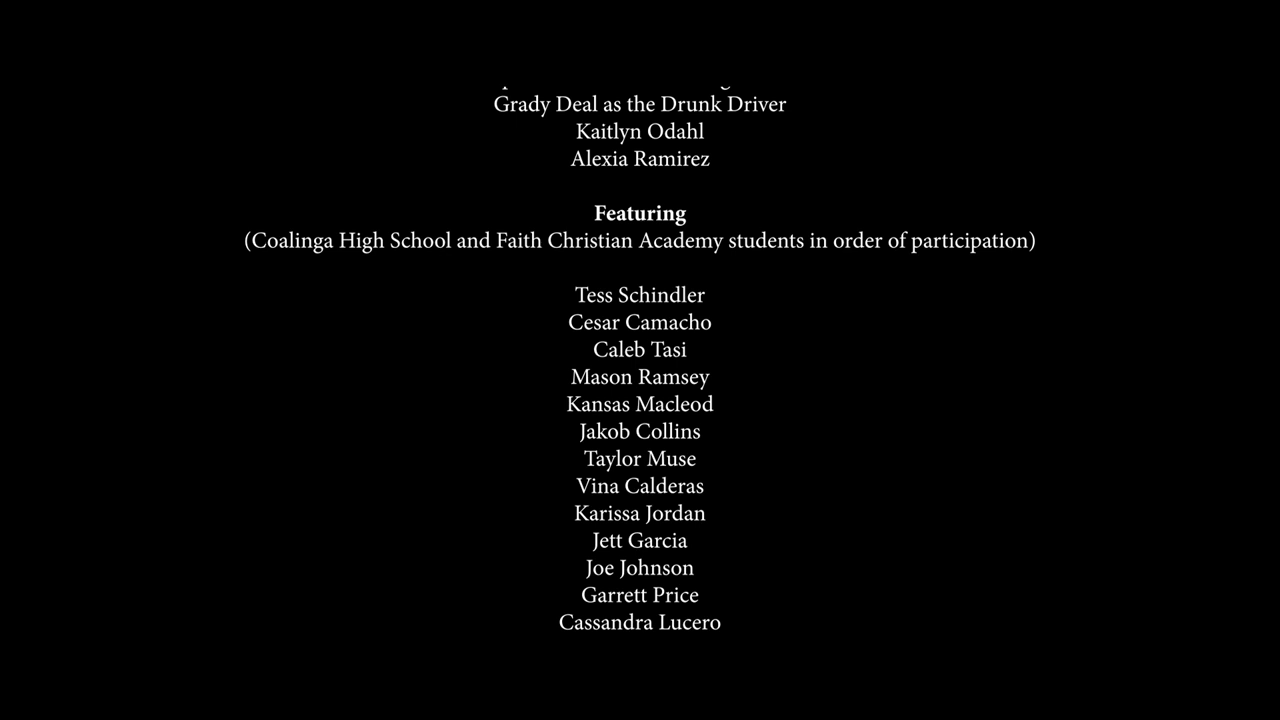 Grady Deal as the Drunk Driver
Kaitlyn Odahl
Alexia Ramirez
Featuring
(Coalinga High School and Faith Christian Academy students in order of participation)
Tess Schindler
Cesar Camacho
Caleb Tasi
Mason Ramsey
Kansas Macleod
Jakob Collins
Taylor Muse
Vina Calderas
Karissa Jordan
Jett Garcia
Joe Johnson
Garrett Price
Cassandra Lucero